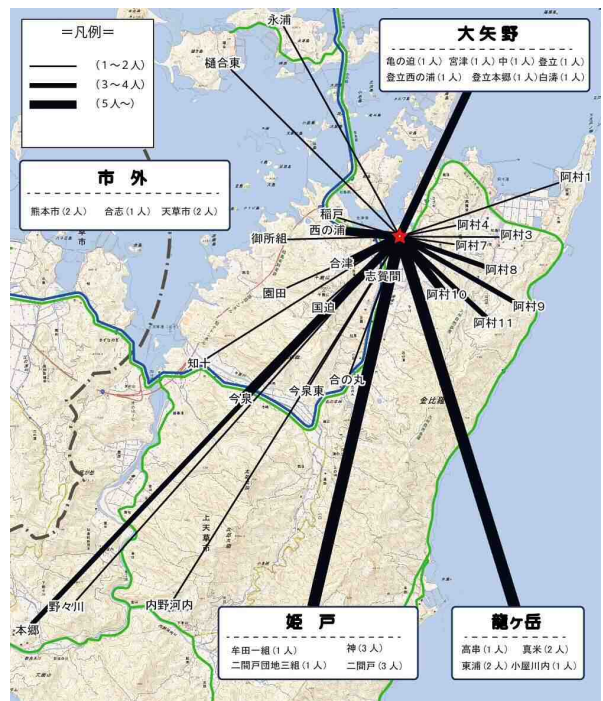 ＝凡例＝
（1～2人）
（3～4人）
（5人～）
永浦
樋合東
大矢野
亀の迫（1人） 宮津（1人） 中（1人） 登立（1人）
登立西の浦（1人） 登立本郷（1人） 白涛（1人）
市 外
熊本市（2人） 合志（1人） 天草市（2人）
阿村1
稲戸
西の浦
御所組
阿村4
阿村3
阿村7
合津
志賀間
阿村8
園田
国迫
阿村10
阿村9
阿村11
知十
今泉
今泉東
合の丸
金比羅
上天草市
野々川
内野河内
本郷
姫 戸
牟田一組（1人） 神（3人）
二間戸団地三組（1人） 二間戸（3人）
龍ヶ岳
高串（1人） 真米（2人）
東浦（2人） 小屋川内（1人）